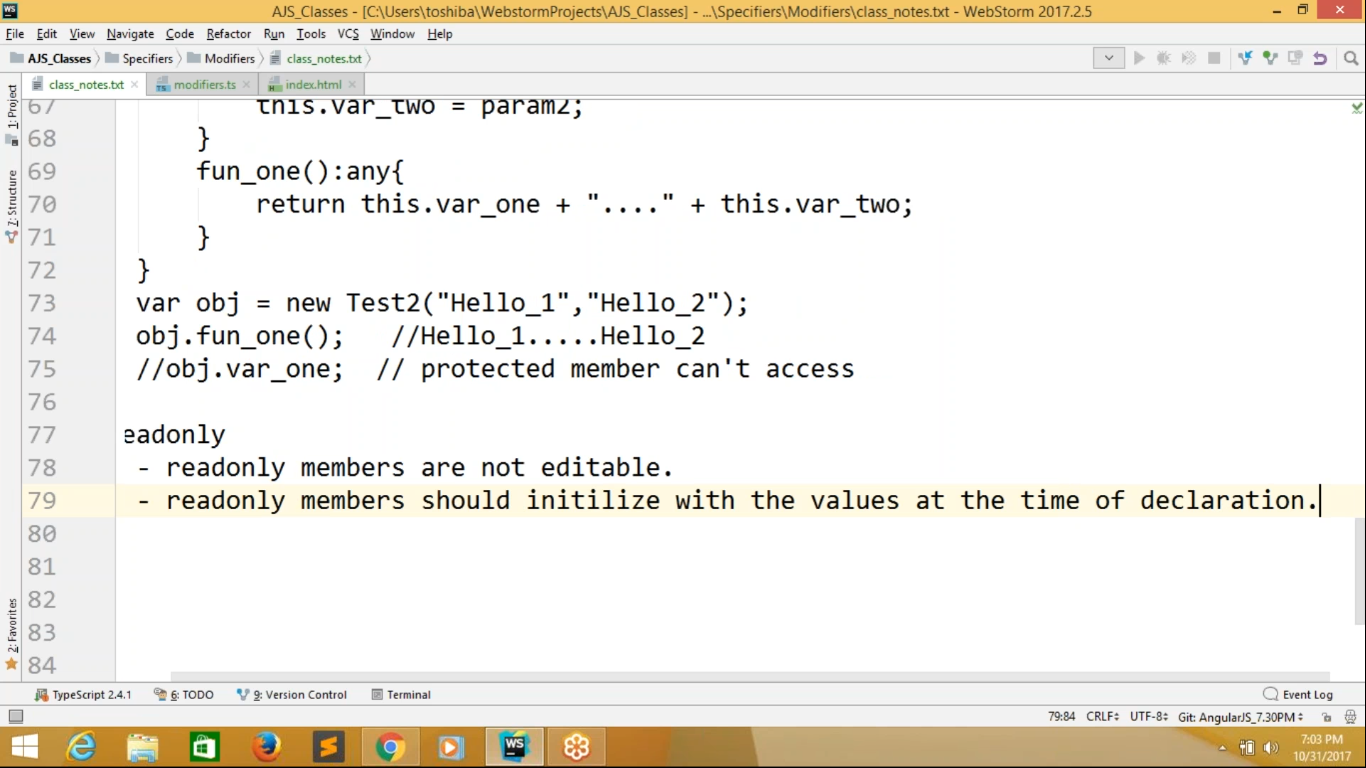 AJS_Classes - [C:\Users\toshiba\WebstormProjects\AJS_Classes] - ...\Specifiers\Modifiers\class_notes.txt - WebStorm 2017.2.5
File Edit View Navigate Code Refactor Run Tools VCS Window Help
AJS_Classes Specifiers Modifiers class_notes.txt
class_notes.txt modifiers.ts index.html
1: Project
7: Structure
2: Favorites
67 this.var_two = param2;
68 }
69 fun_one():any{
70 return this.var_one + "...." + this.var_two;
71 }
72 }
73 var obj = new Test2("Hello_1","Hello_2");
74 obj.fun_one(); //Hello_1.....Hello_2
75 //obj.var_one; // protected member can't access
76
77 eadonly
78 - readonly members are not editable.
79 - readonly members should initilize with the values at the time of declaration.
80
81
82
83
84
TypeScript 2.4.1 6: TODO 9: Version Control Terminal Event Log
79:84 CRLF UTF-8 Git: AngularJS_7.30PM
WS
7:03 PM
10/31/2017